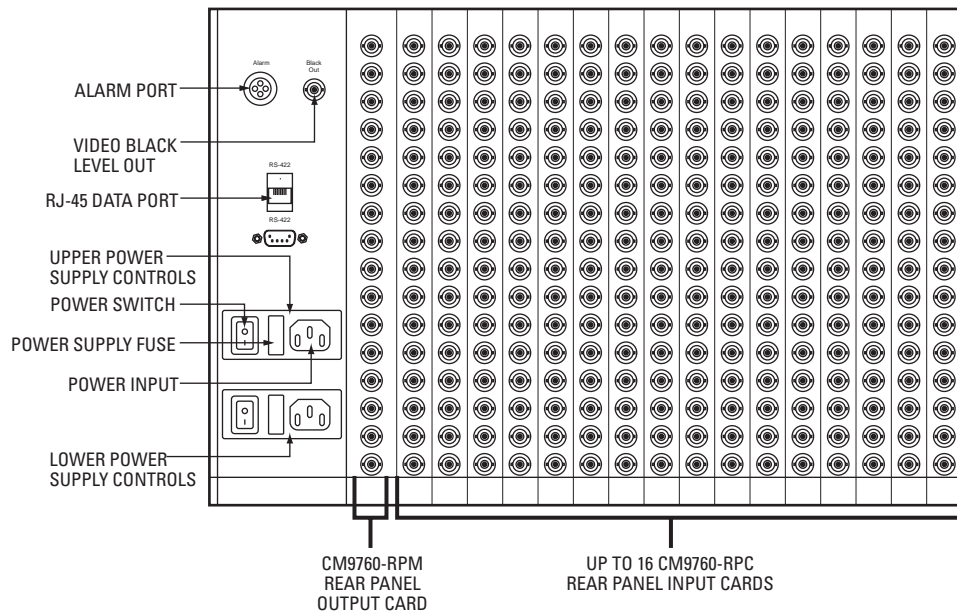 Alarm
Black
Out
ALARM PORT
VIDEO BLACK
LEVEL OUT
RS-422
RJ-45 DATA PORT
RS-422
UPPER POWER
SUPPLY CONTROLS
POWER SWITCH
POWER SUPPLY FUSE
POWER INPUT
LOWER POWER
SUPPLY CONTROLS
CM9760-RPM
REAR PANEL
OUTPUT CARD
UP TO 16 CM9760-RPC
REAR PANEL INPUT CARDS